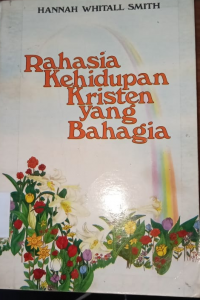 HANNAH WHITALL SMITH
Rahasia
Kehidupan
Kristen
yang
Bahagia